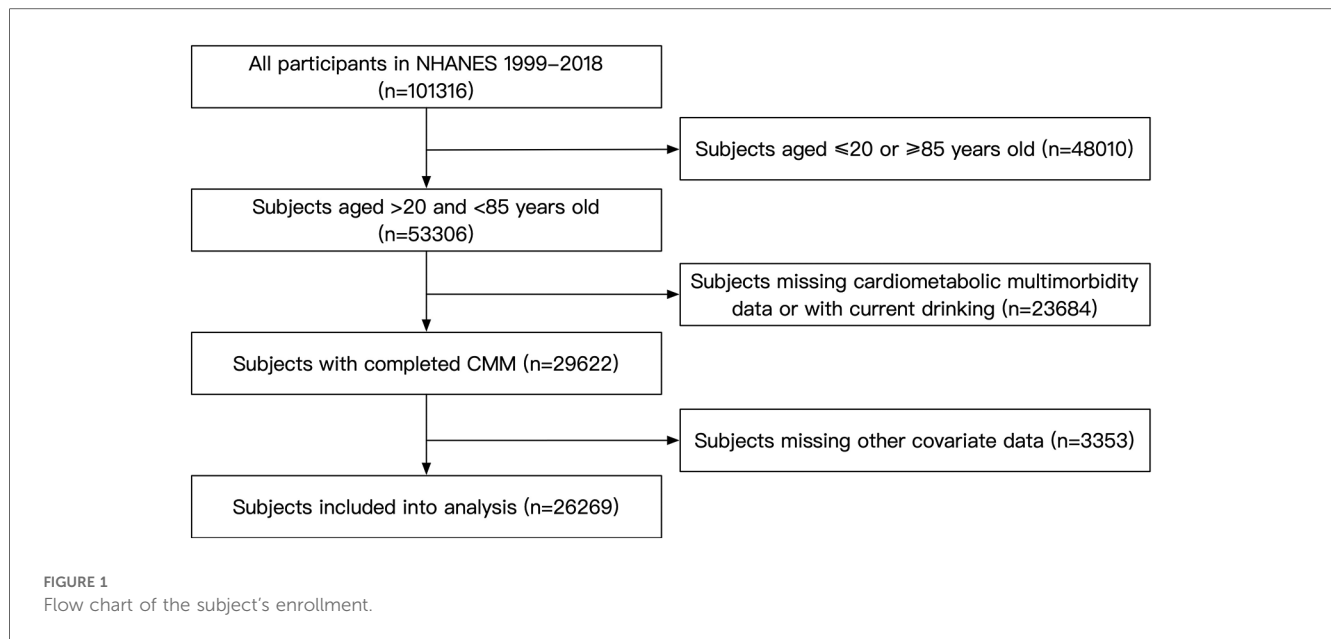 All participants in NHANES 1999–2018
(n=101316)
Subjects aged ≤20 or ≥85 years old (n=48010)
Subjects aged >20 and <85 years old
(n=53306)
Subjects missing cardiometabolic multimorbidity
data or with current drinking (n=23684)
Subjects with completed CMM (n=29622)
Subjects missing other covariate data (n=3353)
Subjects included into analysis (n=26269)
FIGURE 1
Flow chart of the subject's enrollment.